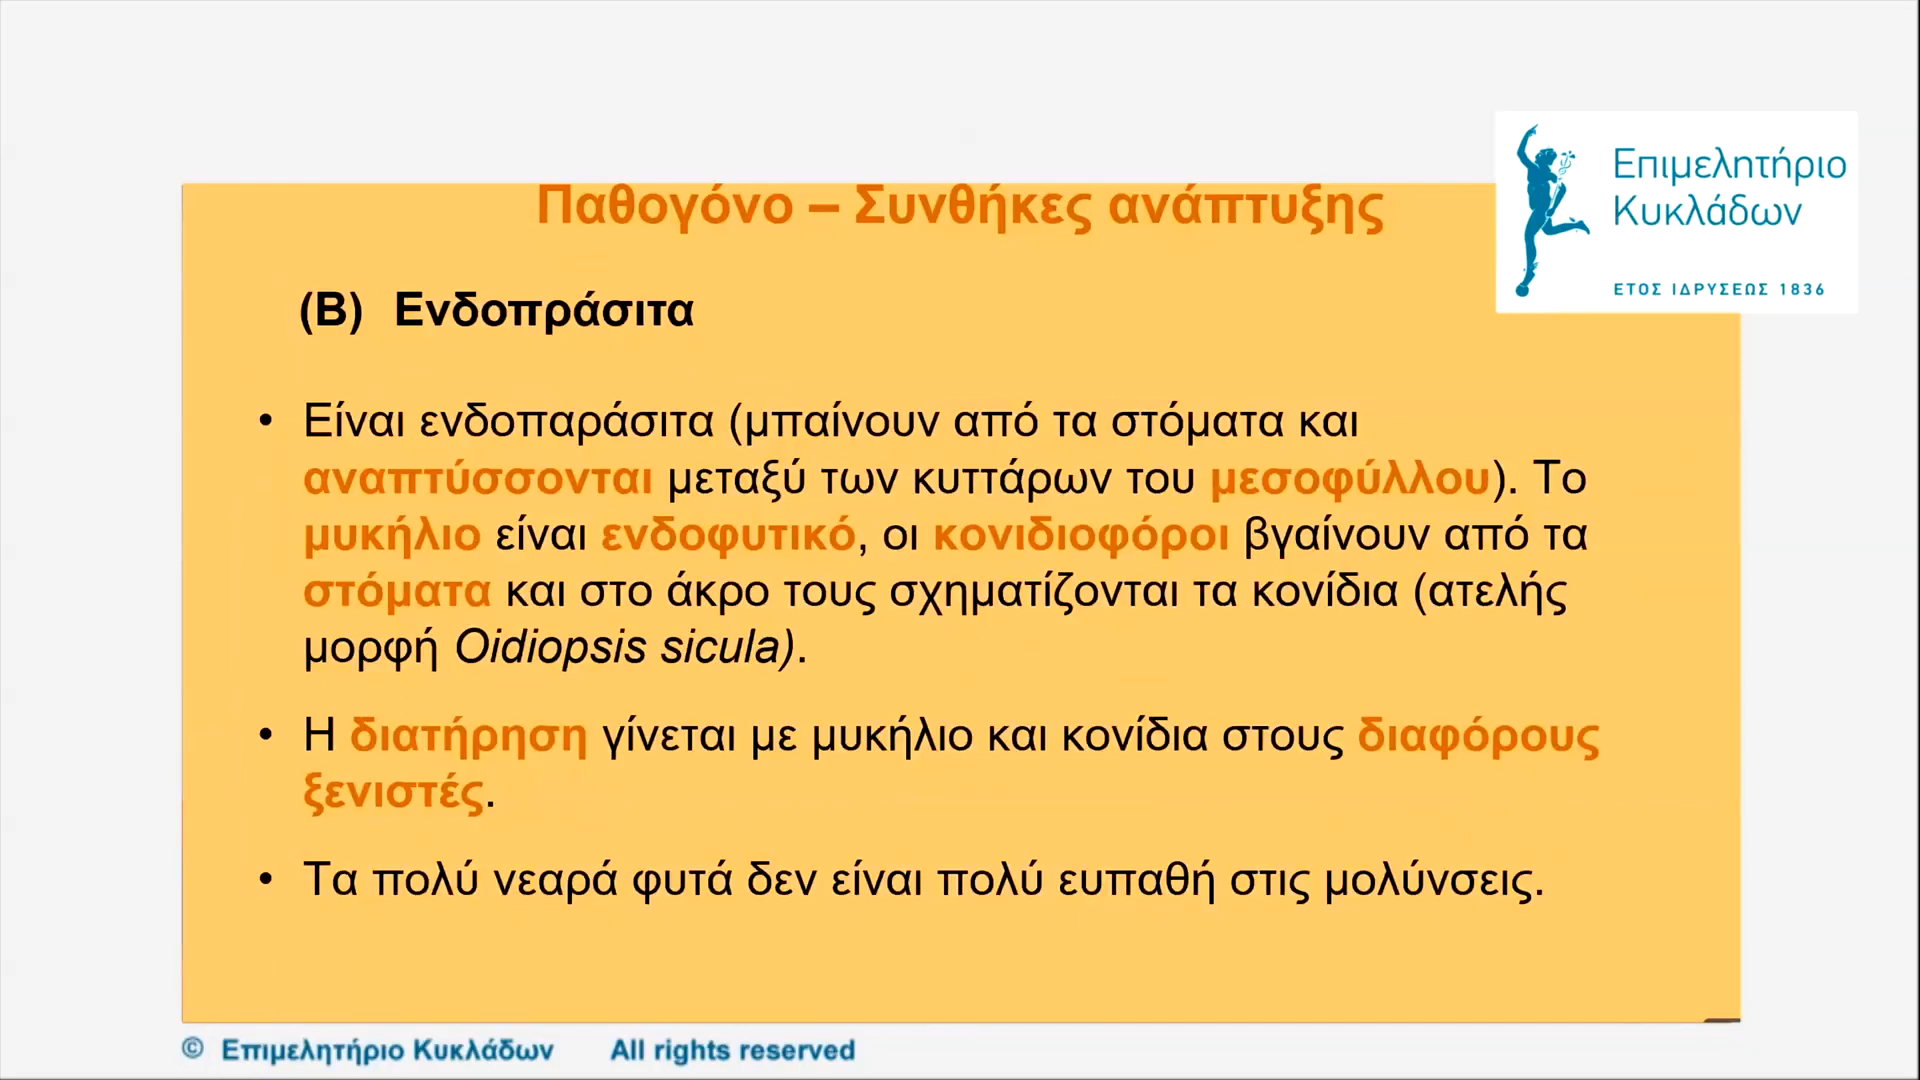 Επιμελητήριο
Κυκλάδων
ΕΤΟΣ ΙΔΡΥΣΕΩΣ 1836
Παθογόνο – Συνθήκες ανάπτυξης
(Β) Ενδοπράσιτα
• Είναι ενδοπαράσιτα (μπαίνουν από τα στόματα και
αναπτύσσονται μεταξύ των κυττάρων του μεσοφύλλου). Το
μυκήλιο είναι ενδοφυτικό, οι κονιδιοφόροι βγαίνουν από τα
στόματα και στο άκρο τους σχηματίζονται τα κονίδια (ατελής
μορφή Oidiopsis sicula).
• Η διατήρηση γίνεται με μυκήλιο και κονίδια στους διαφόρους
ξενιστές.
• Τα πολύ νεαρά φυτά δεν είναι πολύ ευπαθή στις μολύνσεις.
© Επιμελητήριο Κυκλάδων All rights reserved